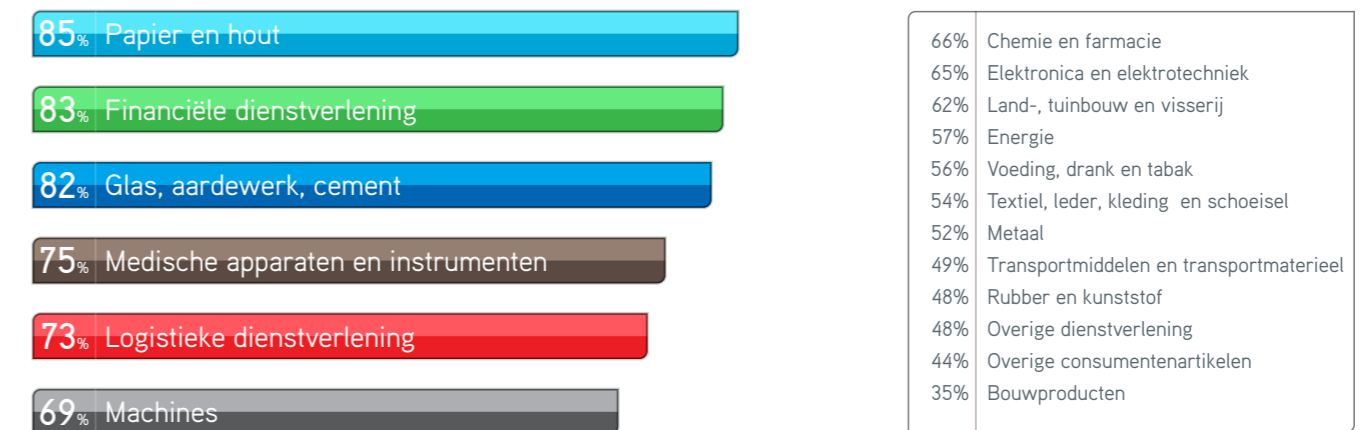 85% Papier en hout
83% Financiële dienstverlening
82% Glas, aardewerk, cement
75% Medische apparaten en instrumenten
73% Logistieke dienstverlening
69% Machines
66% Chemie en farmacie
65% Elektronica en elektrotechniek
62% Land-, tuinbouw en visserij
57% Energie
56% Voeding, drank en tabak
54% Textiel, leder, kleding en schoeisel
52% Metaal
49% Transportmiddelen en transportmaterieel
48% Rubber en kunststof
48% Overige dienstverlening
44% Overige consumentenartikelen
35% Bouwproducten